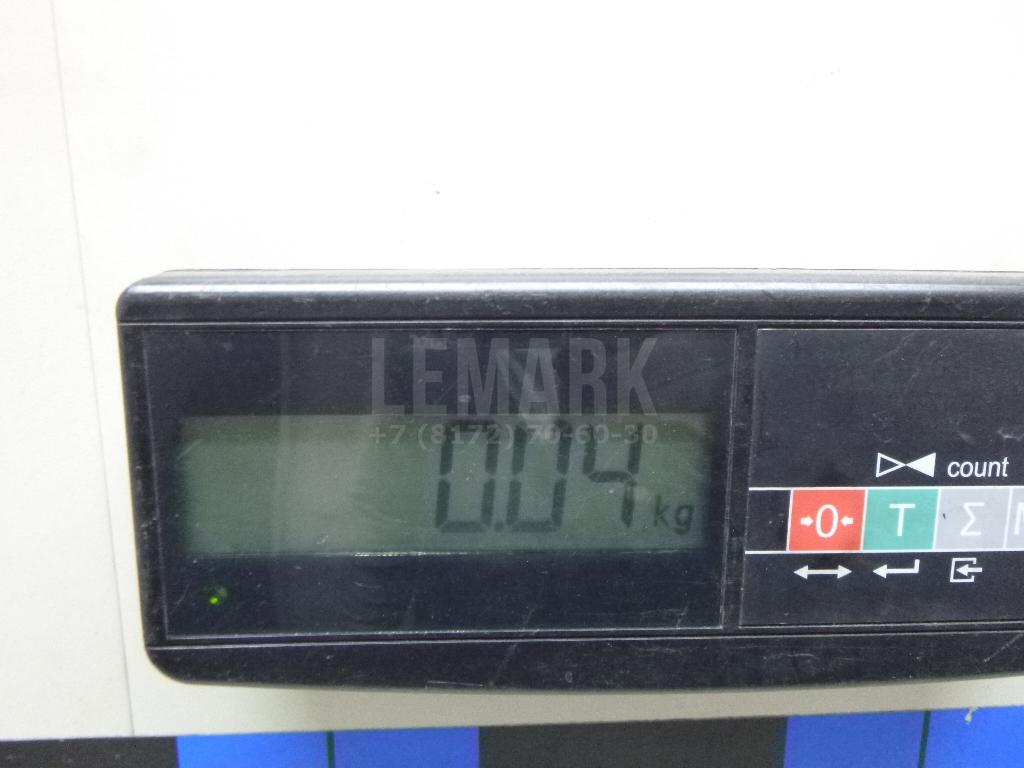 LEMARK
+7 (8172) 70-60-30
0.04 kg
count
0 T Σ